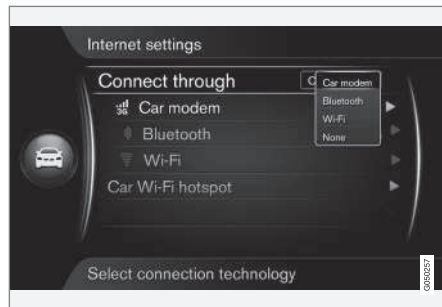 Internet settings
Connect through
C
Car modem
Bluetooth
Wi-Fi
None
3G Car modem
Bluetooth
Wi-Fi
Car Wi-Fi hotspot
Select connection technology
G050257